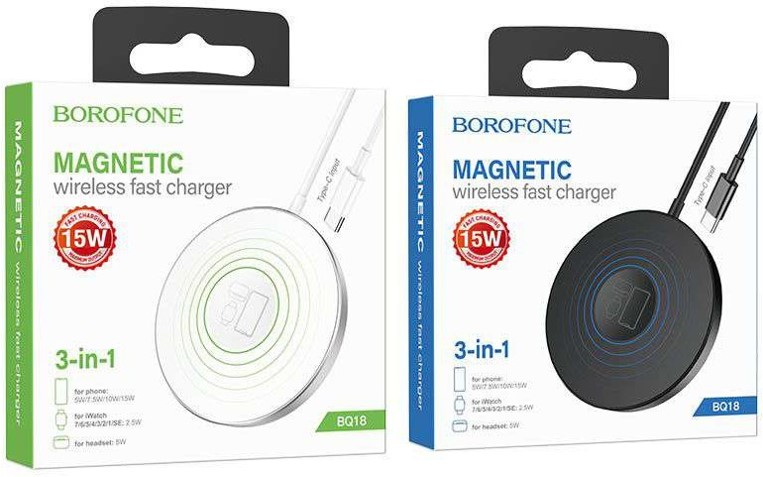 MAGNETIC wireless fast charger
BOROFONE
MAGNETIC
wireless fast charger
Type-C input
FAST CHARGING
15W
MAXIMUM OUTPUT
3-in-1
for phone:
5W/7.5W/10W/15W
for iWatch
7/6/5/4/3/2/1/SE: 2.5W
for headset: 5W
BQ18
MAGNETIC wireless fast charger
BOROFONE
MAGNETIC
wireless fast charger
Type-C input
FAST CHARGING
15W
MAXIMUM OUTPUT
3-in-1
for phone:
5W/7.5W/10W/15W
for iWatch
7/6/5/4/3/2/1/SE: 2.5W
for headset: 5W
BQ18